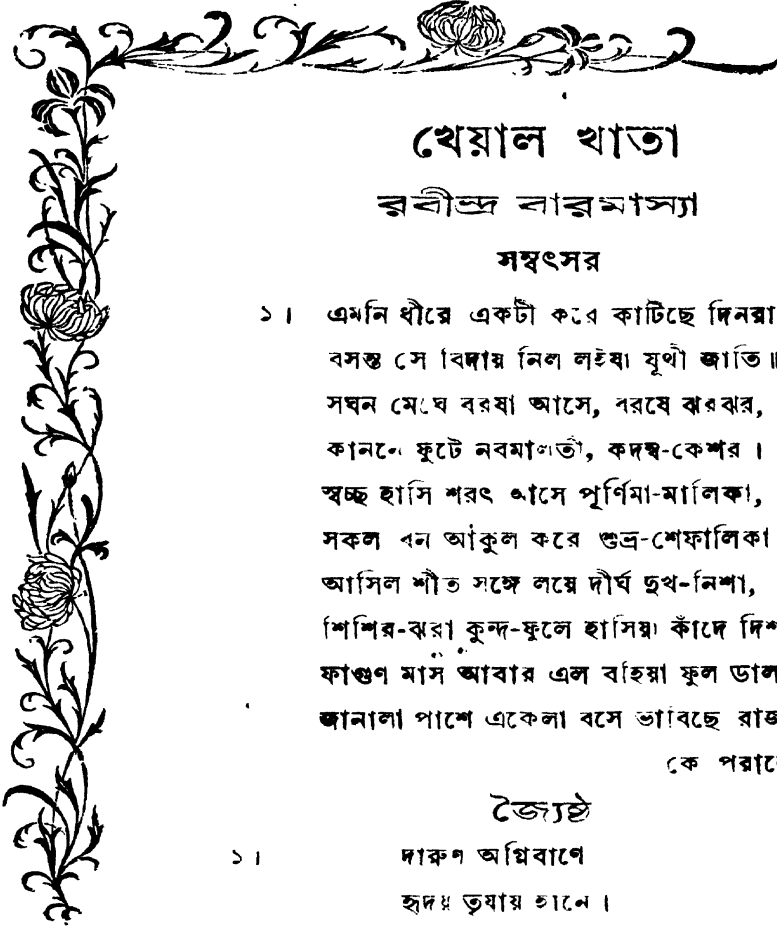 খেয়াল খাতা
রবীন্দ্র বারমাস্যা
সম্বৎসর
১। এমনি ধীরে একটী করে কাটিছে দিনরা
বসন্ত সে বিদায় নিল লইয়া যূথী জাতি॥
সঘন মেঘে বরষা আসে, বরষে ঝরঝর,
কাননে ফুটে নবমালতী, কদম্ব-কেশর।
স্বচ্ছ হাসি শরৎ আসে পূর্ণিমা-মালিকা,
সকল বন আকুল করে শুভ্র-শেফালিকা
আসিল শীত সঙ্গে লয়ে দীর্ঘ দুখ-নিশা,
শিশির-ঝরা কুন্দ-ফুলে হাসিয়া কাঁদে দিশ
ফাগুণ মাস আবার এল বহিয়া ফুল ডাল
জানালা পাশে একেলা বসে ভাবিছে রাজ
কে পরাবে
জ্যৈষ্ঠ
১। দারুণ অগ্নিবাণে
হৃদয় তৃষায় হানে।